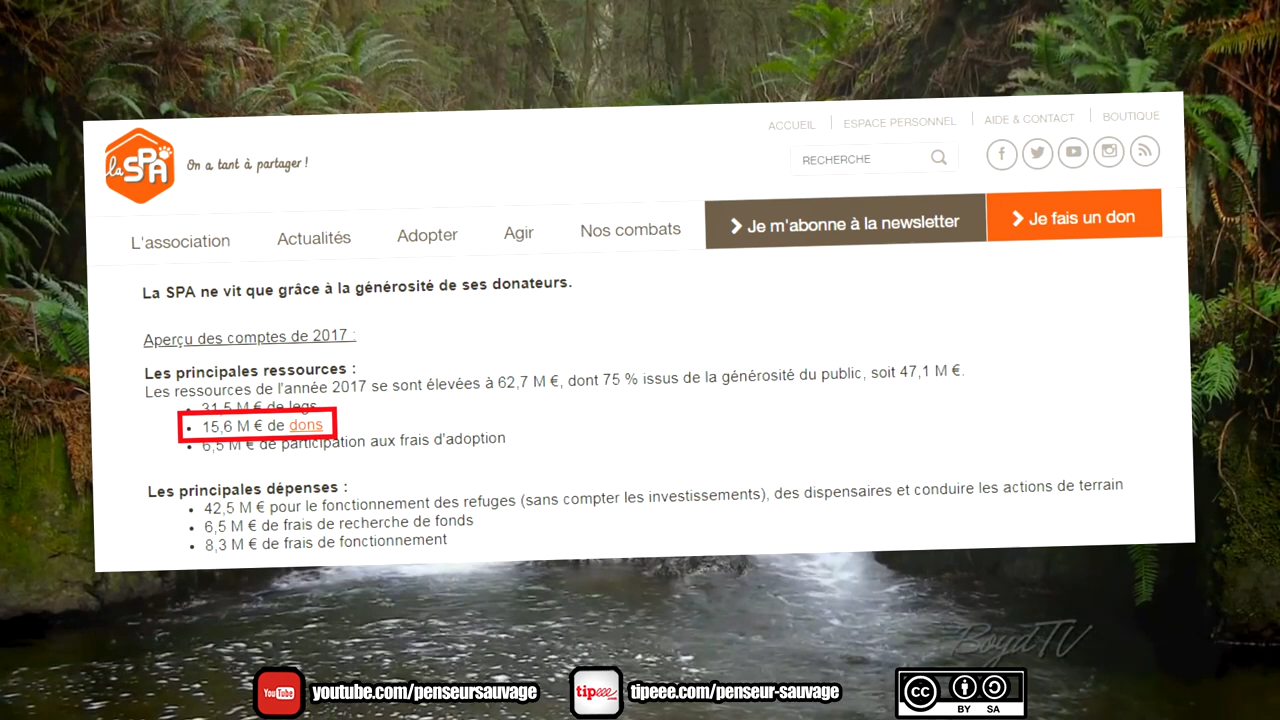 ACCUEIL | ESPACE PERSONNEL | AIDE & CONTACT | BOUTIQUE
la SPA On a tant à partager !
RECHERCHE
L'association Actualités Adopter Agir Nos combats Je m'abonne à la newsletter Je fais un don
La SPA ne vit que grâce à la générosité de ses donateurs.
Aperçu des comptes de 2017 :
Les principales ressources :
Les ressources de l'année 2017 se sont élevées à 62,7 M €, dont 75 % issus de la générosité du public, soit 47,1 M €.
• 31,5 M € de legs
• 15,6 M € de dons
• 6,5 M € de participation aux frais d'adoption
Les principales dépenses :
• 42,5 M € pour le fonctionnement des refuges (sans compter les investissements), des dispensaires et conduire les actions de terrain
• 6,5 M € de frais de recherche de fonds
• 8,3 M € de frais de fonctionnement
BoydTV
YouTube youtube.com/penseursauvage tipeee tipeee.com/penseur-sauvage cc BY SA